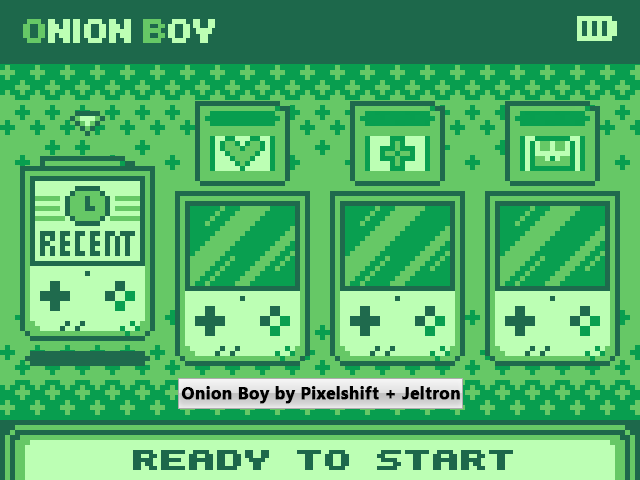 ONION BOY
RECENT
Onion Boy by Pixelshift + Jeltron
READY TO START